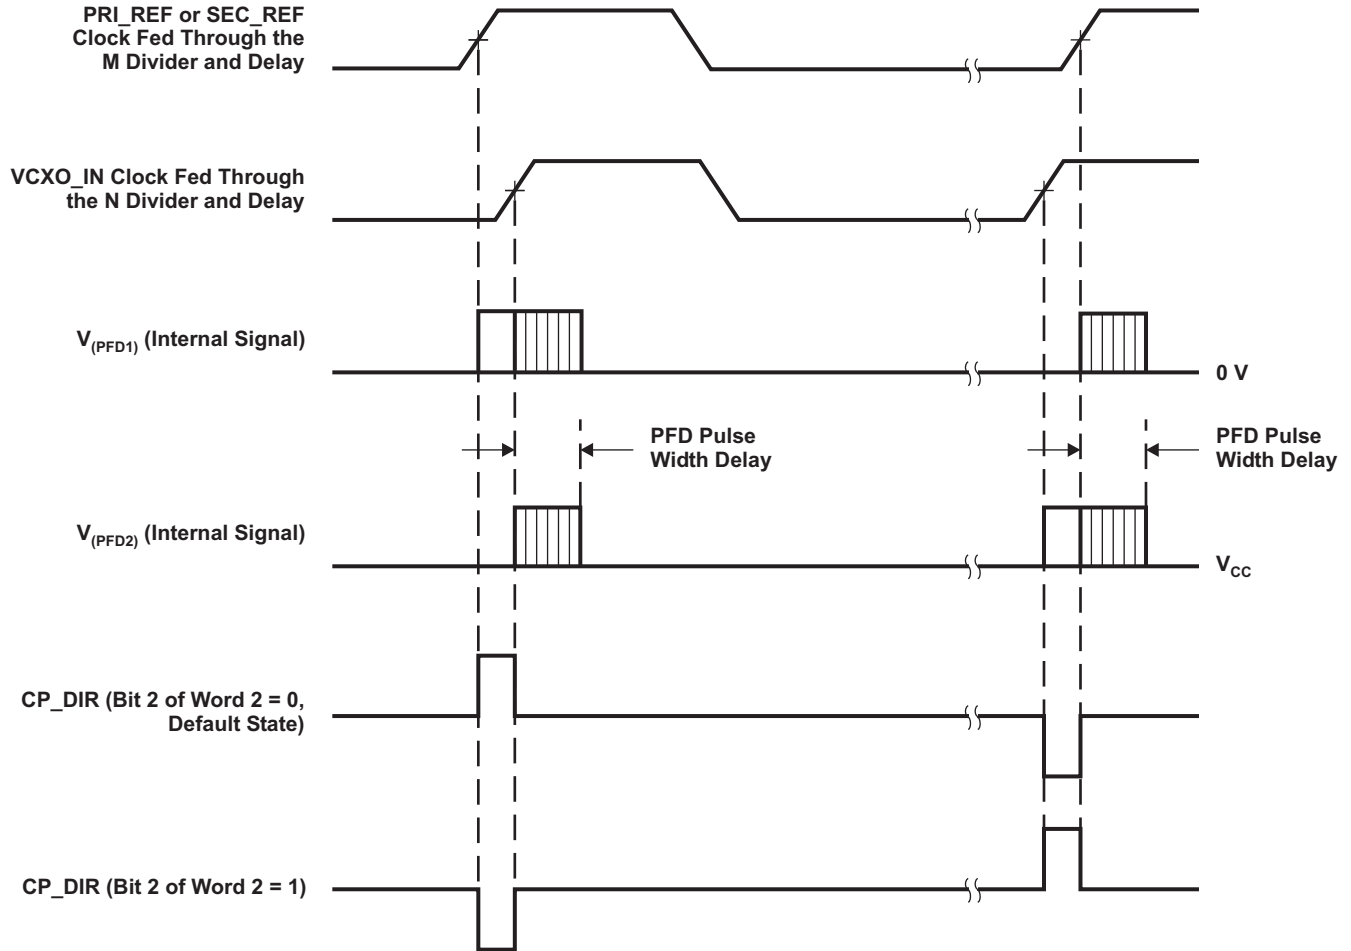 PRI_REF or SEC_REF
Clock Fed Through the
M Divider and Delay
VCXO_IN Clock Fed Through
the N Divider and Delay
V(PFD1) (Internal Signal)
0 V
PFD Pulse
Width Delay
PFD Pulse
Width Delay
V(PFD2) (Internal Signal)
VCC
CP_DIR (Bit 2 of Word 2 = 0,
Default State)
CP_DIR (Bit 2 of Word 2 = 1)